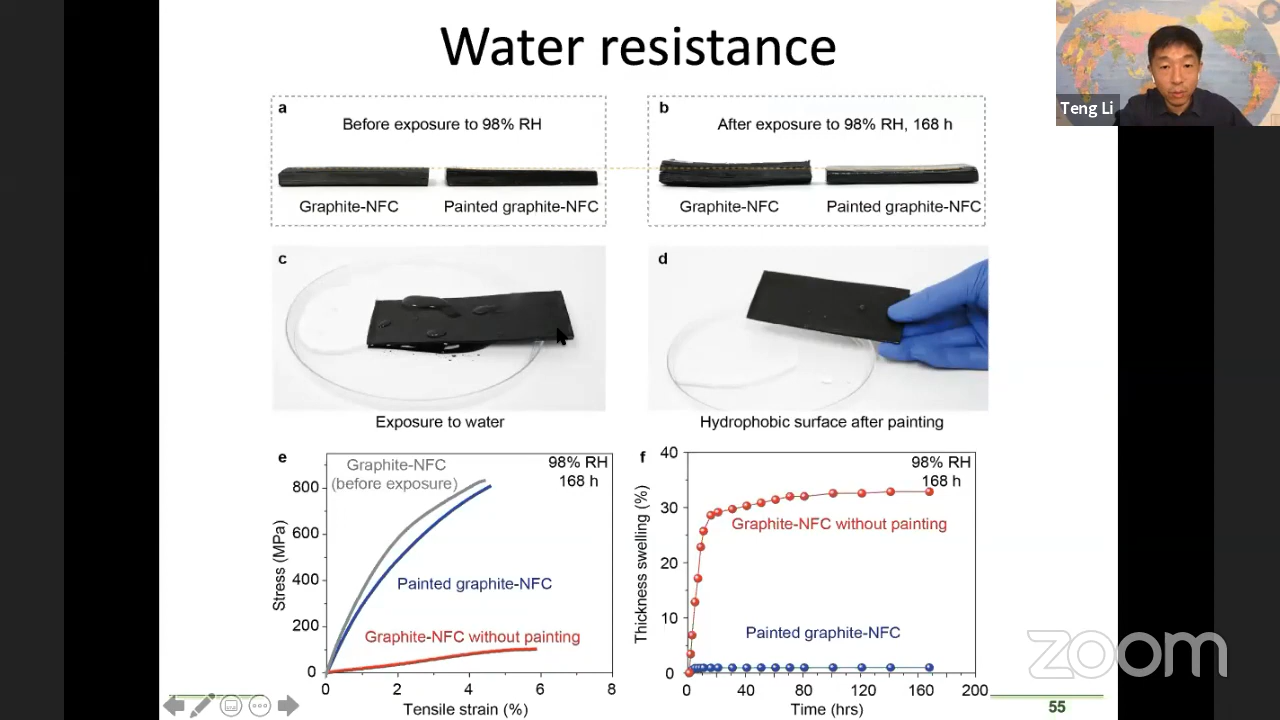 Water resistance
Teng Li
a
Before exposure to 98% RH
Graphite-NFC
Painted graphite-NFC
b
After exposure to 98% RH, 168 h
Graphite-NFC
Painted graphite-NFC
c
Exposure to water
d
Hydrophobic surface after painting
e
Graphite-NFC
(before exposure)
98% RH
168 h
Painted graphite-NFC
Graphite-NFC without painting
Stress (MPa)
800
600
400
200
0
0
2
4
6
8
Tensile strain (%)
f
98% RH
168 h
Graphite-NFC without painting
Painted graphite-NFC
Thickness swelling (%)
40
30
20
10
0
0
40
80
120
160
200
Time (hrs)
zoom
55